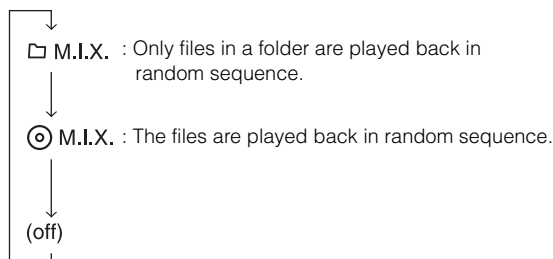 M.I.X. : Only files in a folder are played back in
random sequence.
M.I.X. : The files are played back in random sequence.
(off)